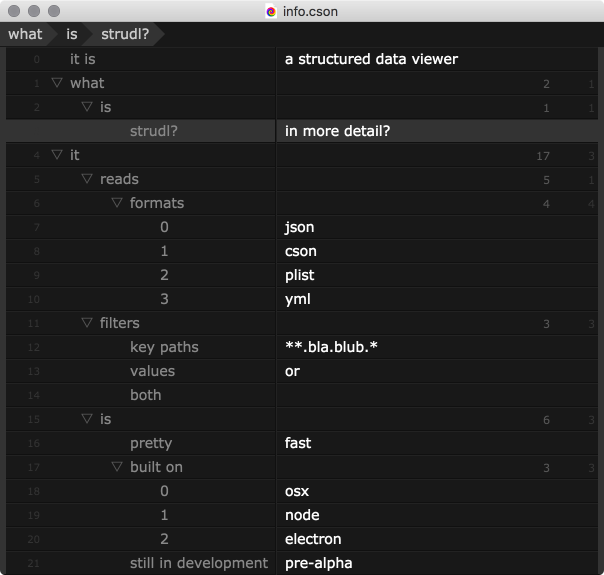 info.cson
what is strudl?
0 it is a structured data viewer
1 what 2 1
2 is 1 1
strudl? in more detail?
4 it 17 3
5 reads 5 1
6 formats 4 4
7 0 json
8 1 cson
9 2 plist
10 3 yml
11 filters 3 3
12 key paths **.bla.blub.*
13 values or
14 both
15 is 6 3
16 pretty fast
17 built on 3 3
18 0 osx
19 1 node
20 2 electron
21 still in development pre-alpha